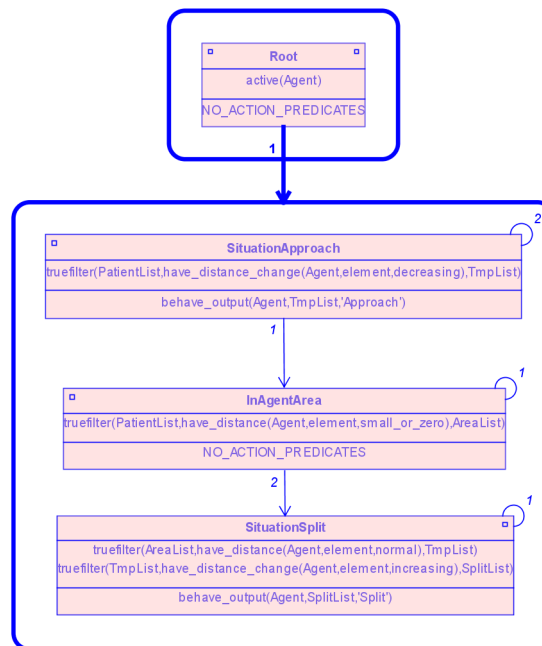 Root
active(Agent)
NO_ACTION_PREDICATES
1
2
SituationApproach
truefilter(PatientList,have_distance_change(Agent,element,decreasing),TmpList)
behave_output(Agent,TmpList,'Approach')
1
1
InAgentArea
truefilter(PatientList,have_distance(Agent,element,small_or_zero),AreaList)
NO_ACTION_PREDICATES
2
1
SituationSplit
truefilter(AreaList,have_distance(Agent,element,normal),TmpList)
truefilter(TmpList,have_distance_change(Agent,element,increasing),SplitList)
behave_output(Agent,SplitList,'Split')